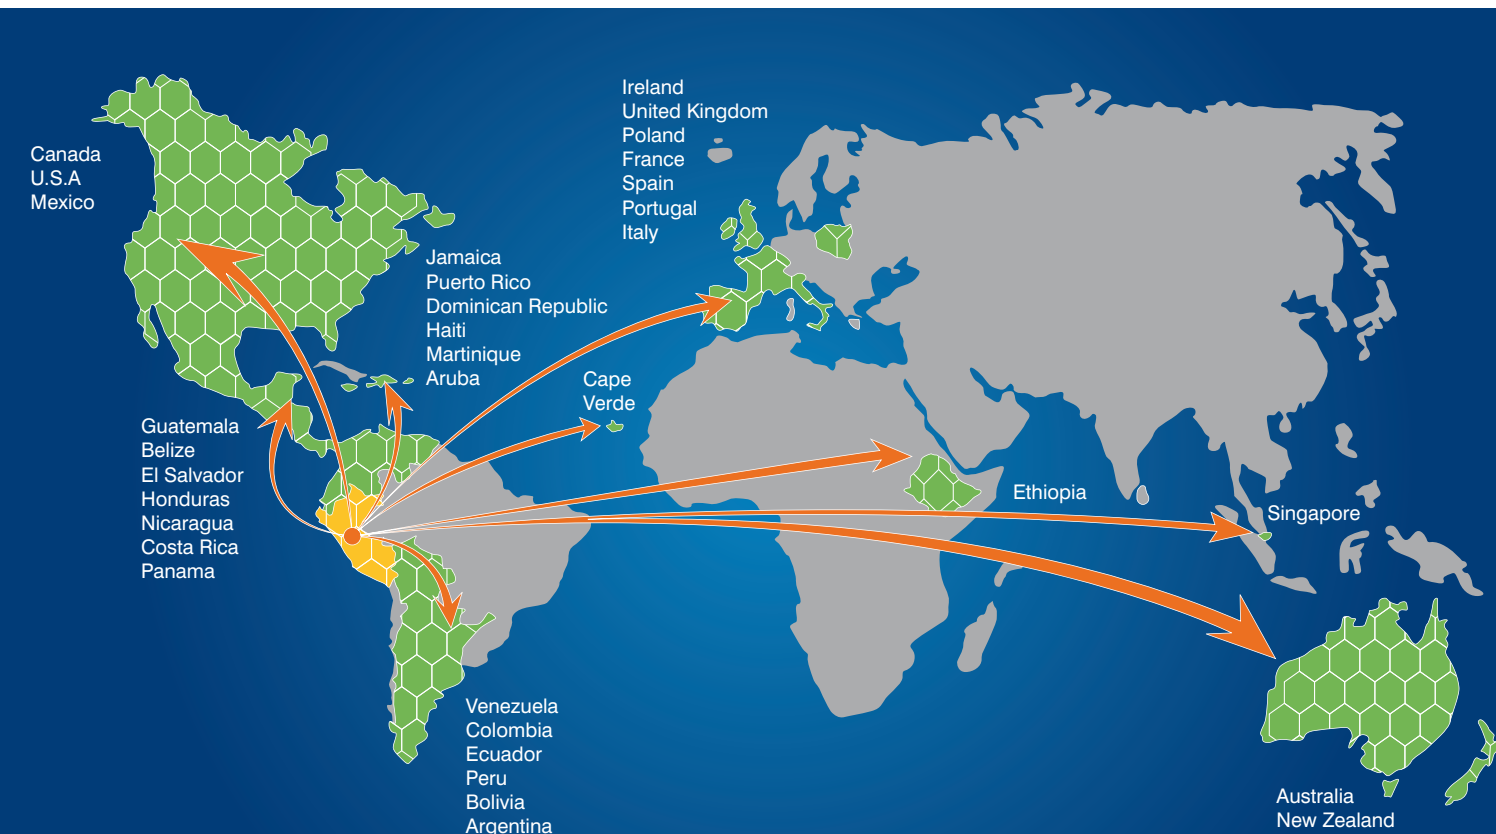 Canada
U.S.A
Mexico
Ireland
United Kingdom
Poland
France
Spain
Portugal
Italy
Jamaica
Puerto Rico
Dominican Republic
Haiti
Martinique
Aruba
Cape
Verde
Guatemala
Belize
El Salvador
Honduras
Nicaragua
Costa Rica
Panama
Ethiopia
Singapore
Venezuela
Colombia
Ecuador
Peru
Bolivia
Argentina
Australia
New Zealand